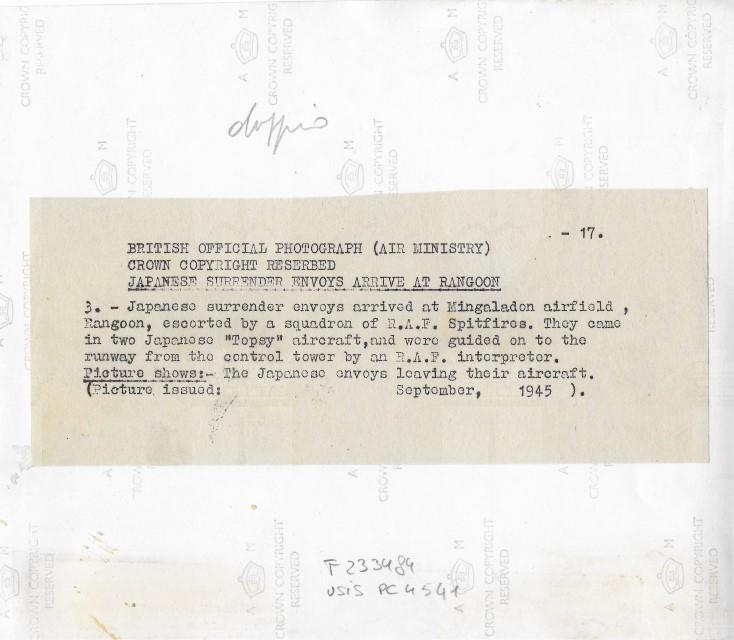 doppio
- 17.
BRITISH OFFICIAL PHOTOGRAPH (AIR MINISTRY)
CROWN COPYRIGHT RESERBED
JAPANESE SURRENDER ENVOYS ARRIVE AT RANGOON
3. - Japanese surrender envoys arrived at Mingaladon airfield ,
Rangoon, escorted by a squadron of R.A.F. Spitfires. They came
in two Japanese "Topsy" aircraft,and were guided on to the
runway from the control tower by an R.A.F. interpreter.
Picture shows:- The Japanese envoys leaving their aircraft.
(Picture issued: September, 1945 ).
F233484
USIS PC4541
A M
CROWN COPYRIGHT
RESERVED